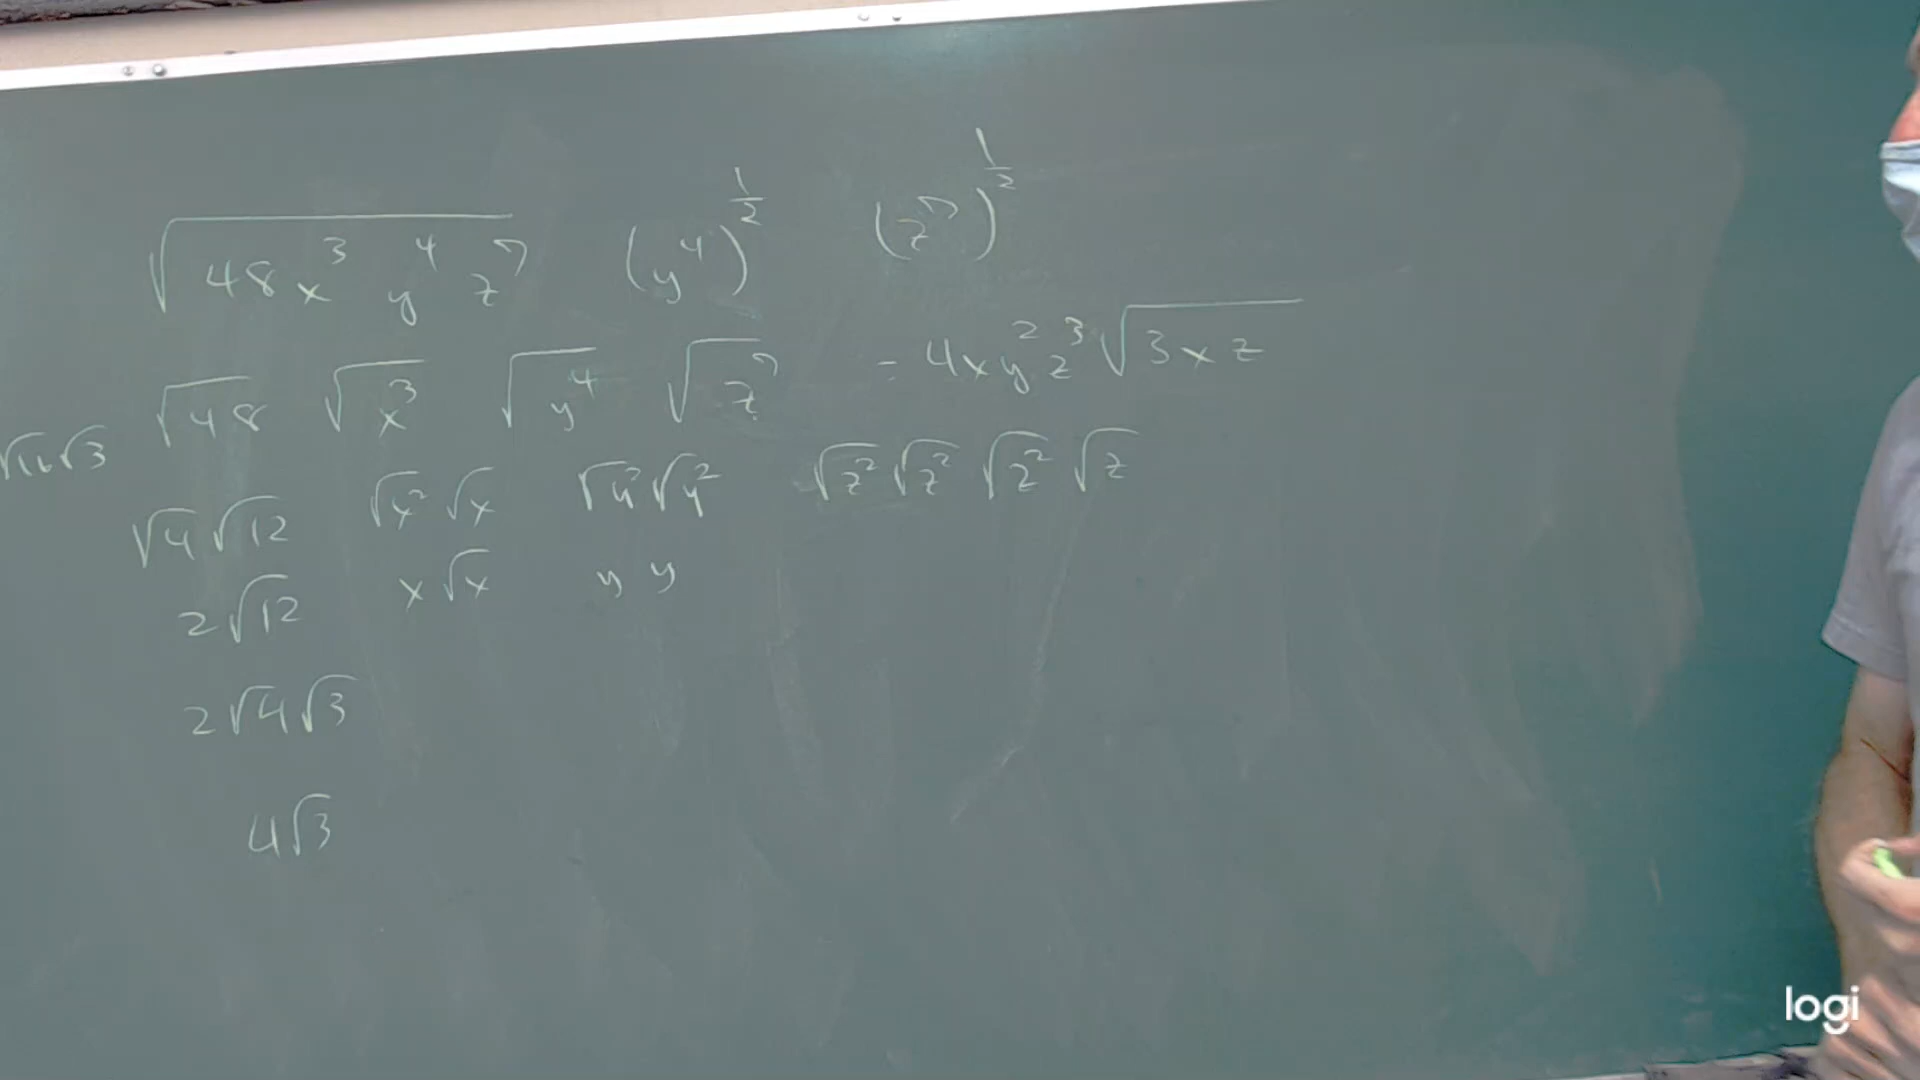 √(48x³y⁴z⁷) (y⁴)^(1/2) (z⁷)^(1/2)
√48 √x³ √y⁴ √z⁷ = 4xy²z³√(3xz)
√16√3
√4√12 √x²√x √y²√y² √z²√z²√z²√z
2√12 x√x y y
2√4√3
4√3
logi